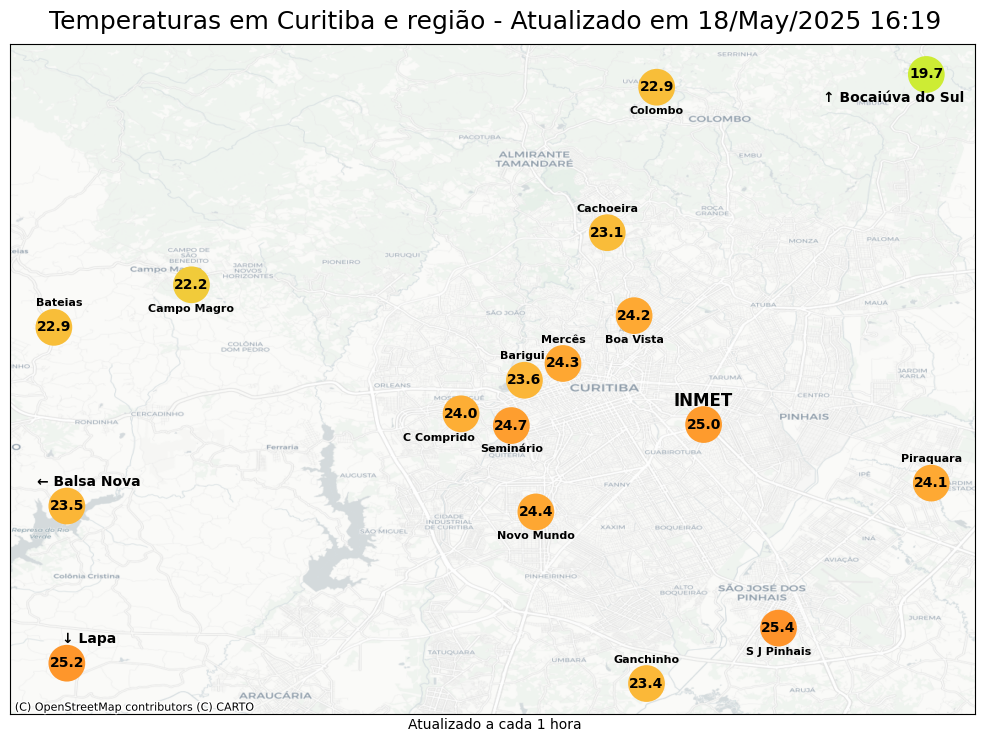 Temperaturas em Curitiba e região - Atualizado em 18/May/2025 16:19
SERRINHA
19.7
↑ Bocaiúva do Sul
22.9
Colombo
COLOMBO
PACOTUBA
ALMIRANTE
TAMANDARÉ
EMBU
Cachoeira
23.1
ROÇA
GRANDE
MONZA
PALOMA
CAMPO DE
SÃO
BENEDITO
JARDIM
NOVOS
HORIZONTES
PIONEIRO
JURUQUI
22.2
Campo Magro
Bateias
22.9
COLÔNIA
DOM PEDRO
SÃO JOÃO
ATUBA
MAUÁ
24.2
Boa Vista
Mercês
24.3
Barigui
23.6
CURITIBA
ORLEANS
TARUMÃ
JARDIM
KARLA
CENTRO
PINHAIS
INMET
25.0
24.0
C Comprido
24.7
Seminário
CERCADINHO
RONDINHA
Ferraria
GUABIROTUBA
AUGUSTA
Piraquara
24.1
IPÊ
FANNY
← Balsa Nova
23.5
24.4
Novo Mundo
CIDADE
INDUSTRIAL
DE CURITIBA
SÃO MIGUEL
XAXIM
BOQUEIRÃO
INÃ
AVIAÇÃO
Colônia Cristina
PINHEIRINHO
ALTO
BOQUEIRÃO
SÃO JOSÉ DOS
PINHAIS
JUREMA
25.4
S J Pinhais
↓ Lapa
25.2
TATUQUARA
UMBARÁ
Ganchinho
23.4
ARUJÁ
ARAUCÁRIA
(C) OpenStreetMap contributors (C) CARTO
Atualizado a cada 1 hora